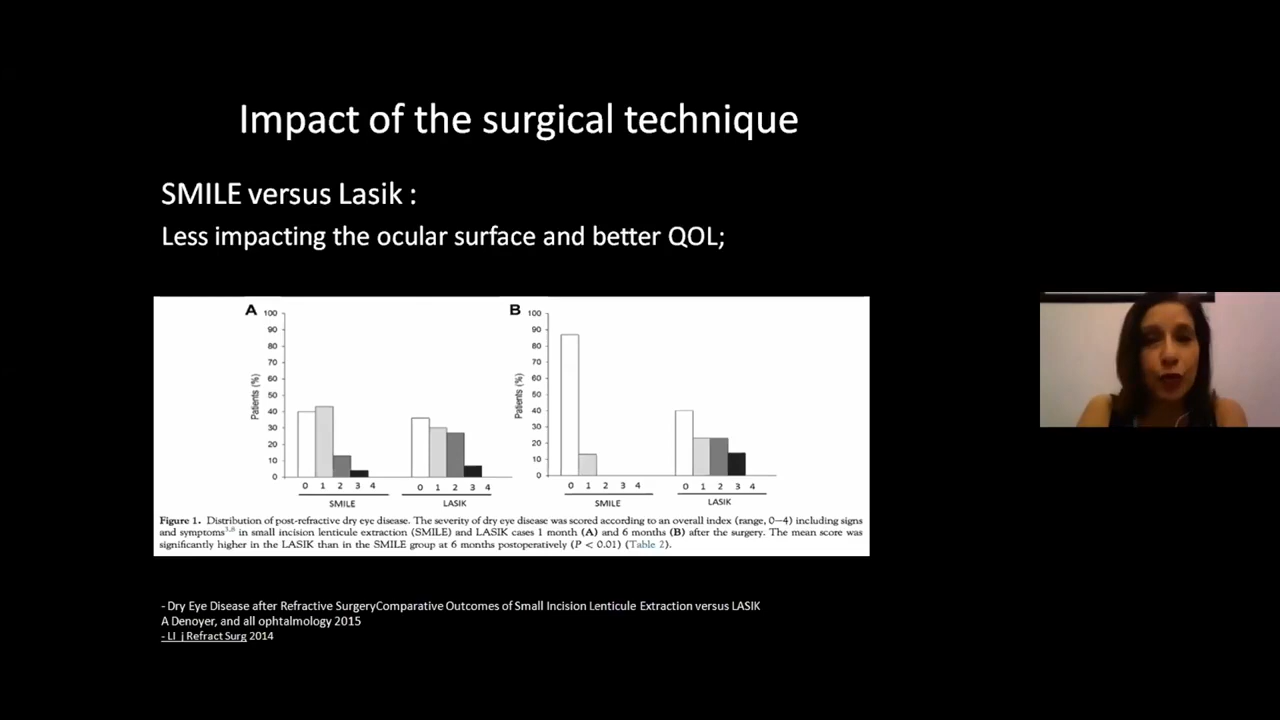 Impact of the surgical technique
SMILE versus Lasik :
Less impacting the ocular surface and better QOL;
A
B
100
90
80
70
60
50
40
30
20
10
0
Patients (%)
0 1 2 3 4
SMILE
0 1 2 3 4
LASIK
100
90
80
70
60
50
40
30
20
10
0
Patients (%)
0 1 2 3 4
SMILE
0 1 2 3 4
LASIK
Figure 1. Distribution of post-refractive dry eye disease. The severity of dry eye disease was scored according to an overall index (range, 0–4) including signs
and symptoms in small incision lenticule extraction (SMILE) and LASIK cases 1 month (A) and 6 months (B) after the surgery. The mean score was
significantly higher in the LASIK than in the SMILE group at 6 months postoperatively (P < 0.01) (Table 2).
- Dry Eye Disease after Refractive SurgeryComparative Outcomes of Small Incision Lenticule Extraction versus LASIK
A Denoyer, and all ophtalmology 2015
- LI j Refract Surg 2014